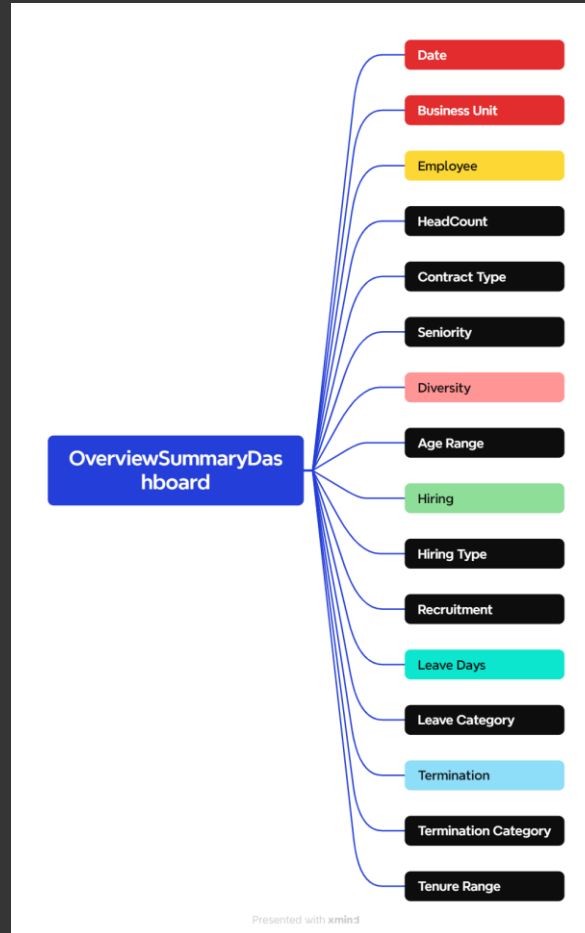 Date
Business Unit
Employee
HeadCount
Contract Type
Seniority
Diversity
OverviewSummaryDas
hboard
Age Range
Hiring
Hiring Type
Recruitment
Leave Days
Leave Category
Termination
Termination Category
Tenure Range
Presented with xmind